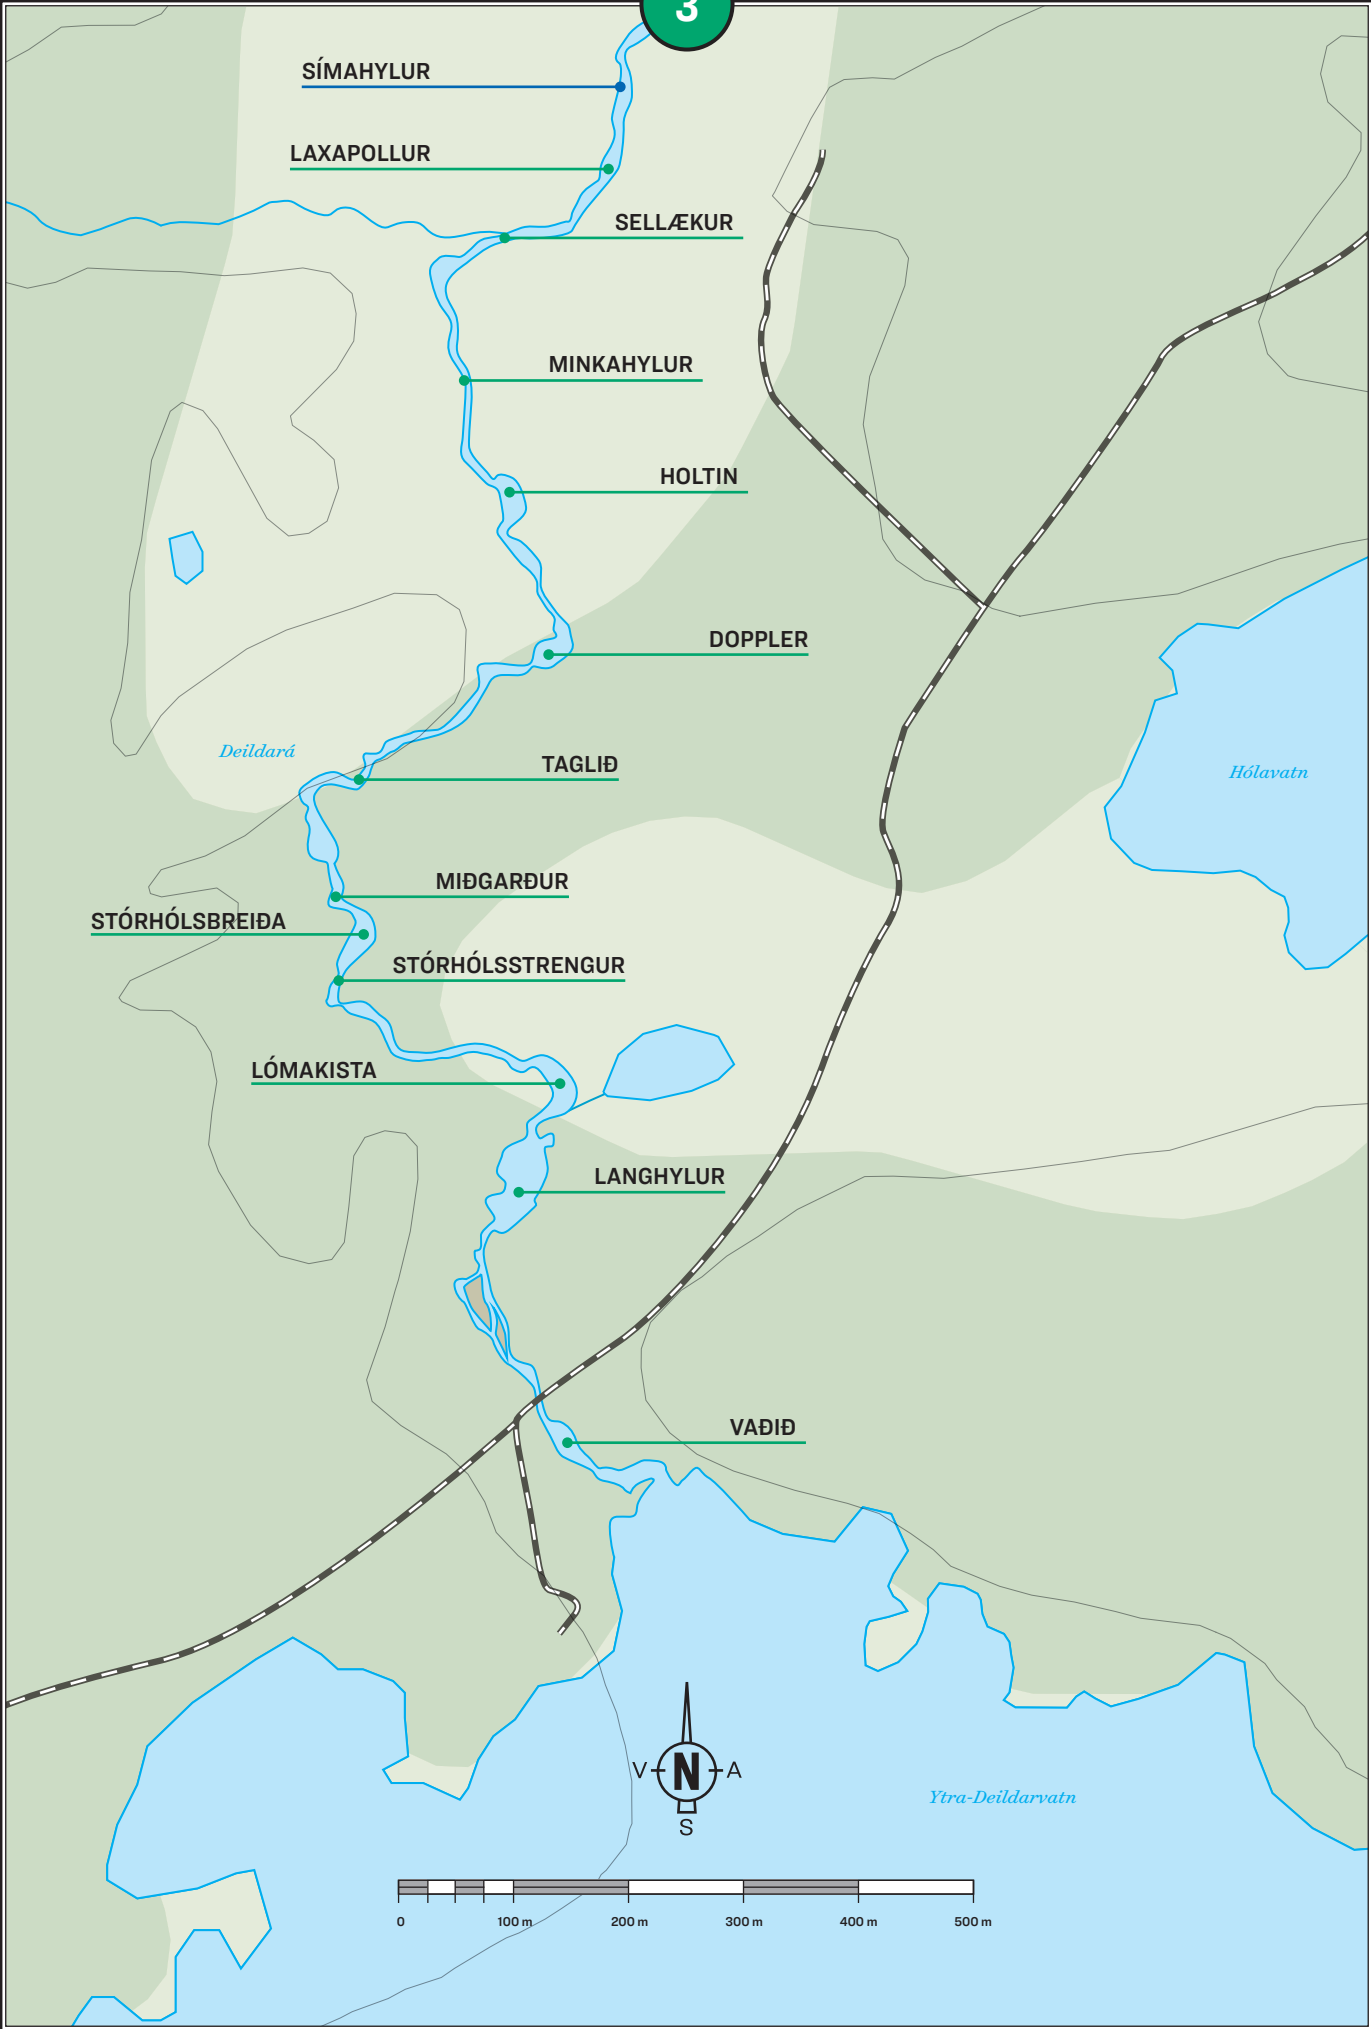 3
SÍMAHYLUR
LAXAPOLLUR
SELLÆKUR
MINKAHYLUR
HOLTIN
DOPPLER
Deildará
TAGLIÐ
Hólavatn
MIÐGARÐUR
STÓRHÓLSBREIÐA
STÓRHÓLSSTRENGUR
LÓMAKISTA
LANGHYLUR
VAÐIÐ
V N A
S
Ytra-Deildarvatn
0 100 m 200 m 300 m 400 m 500 m